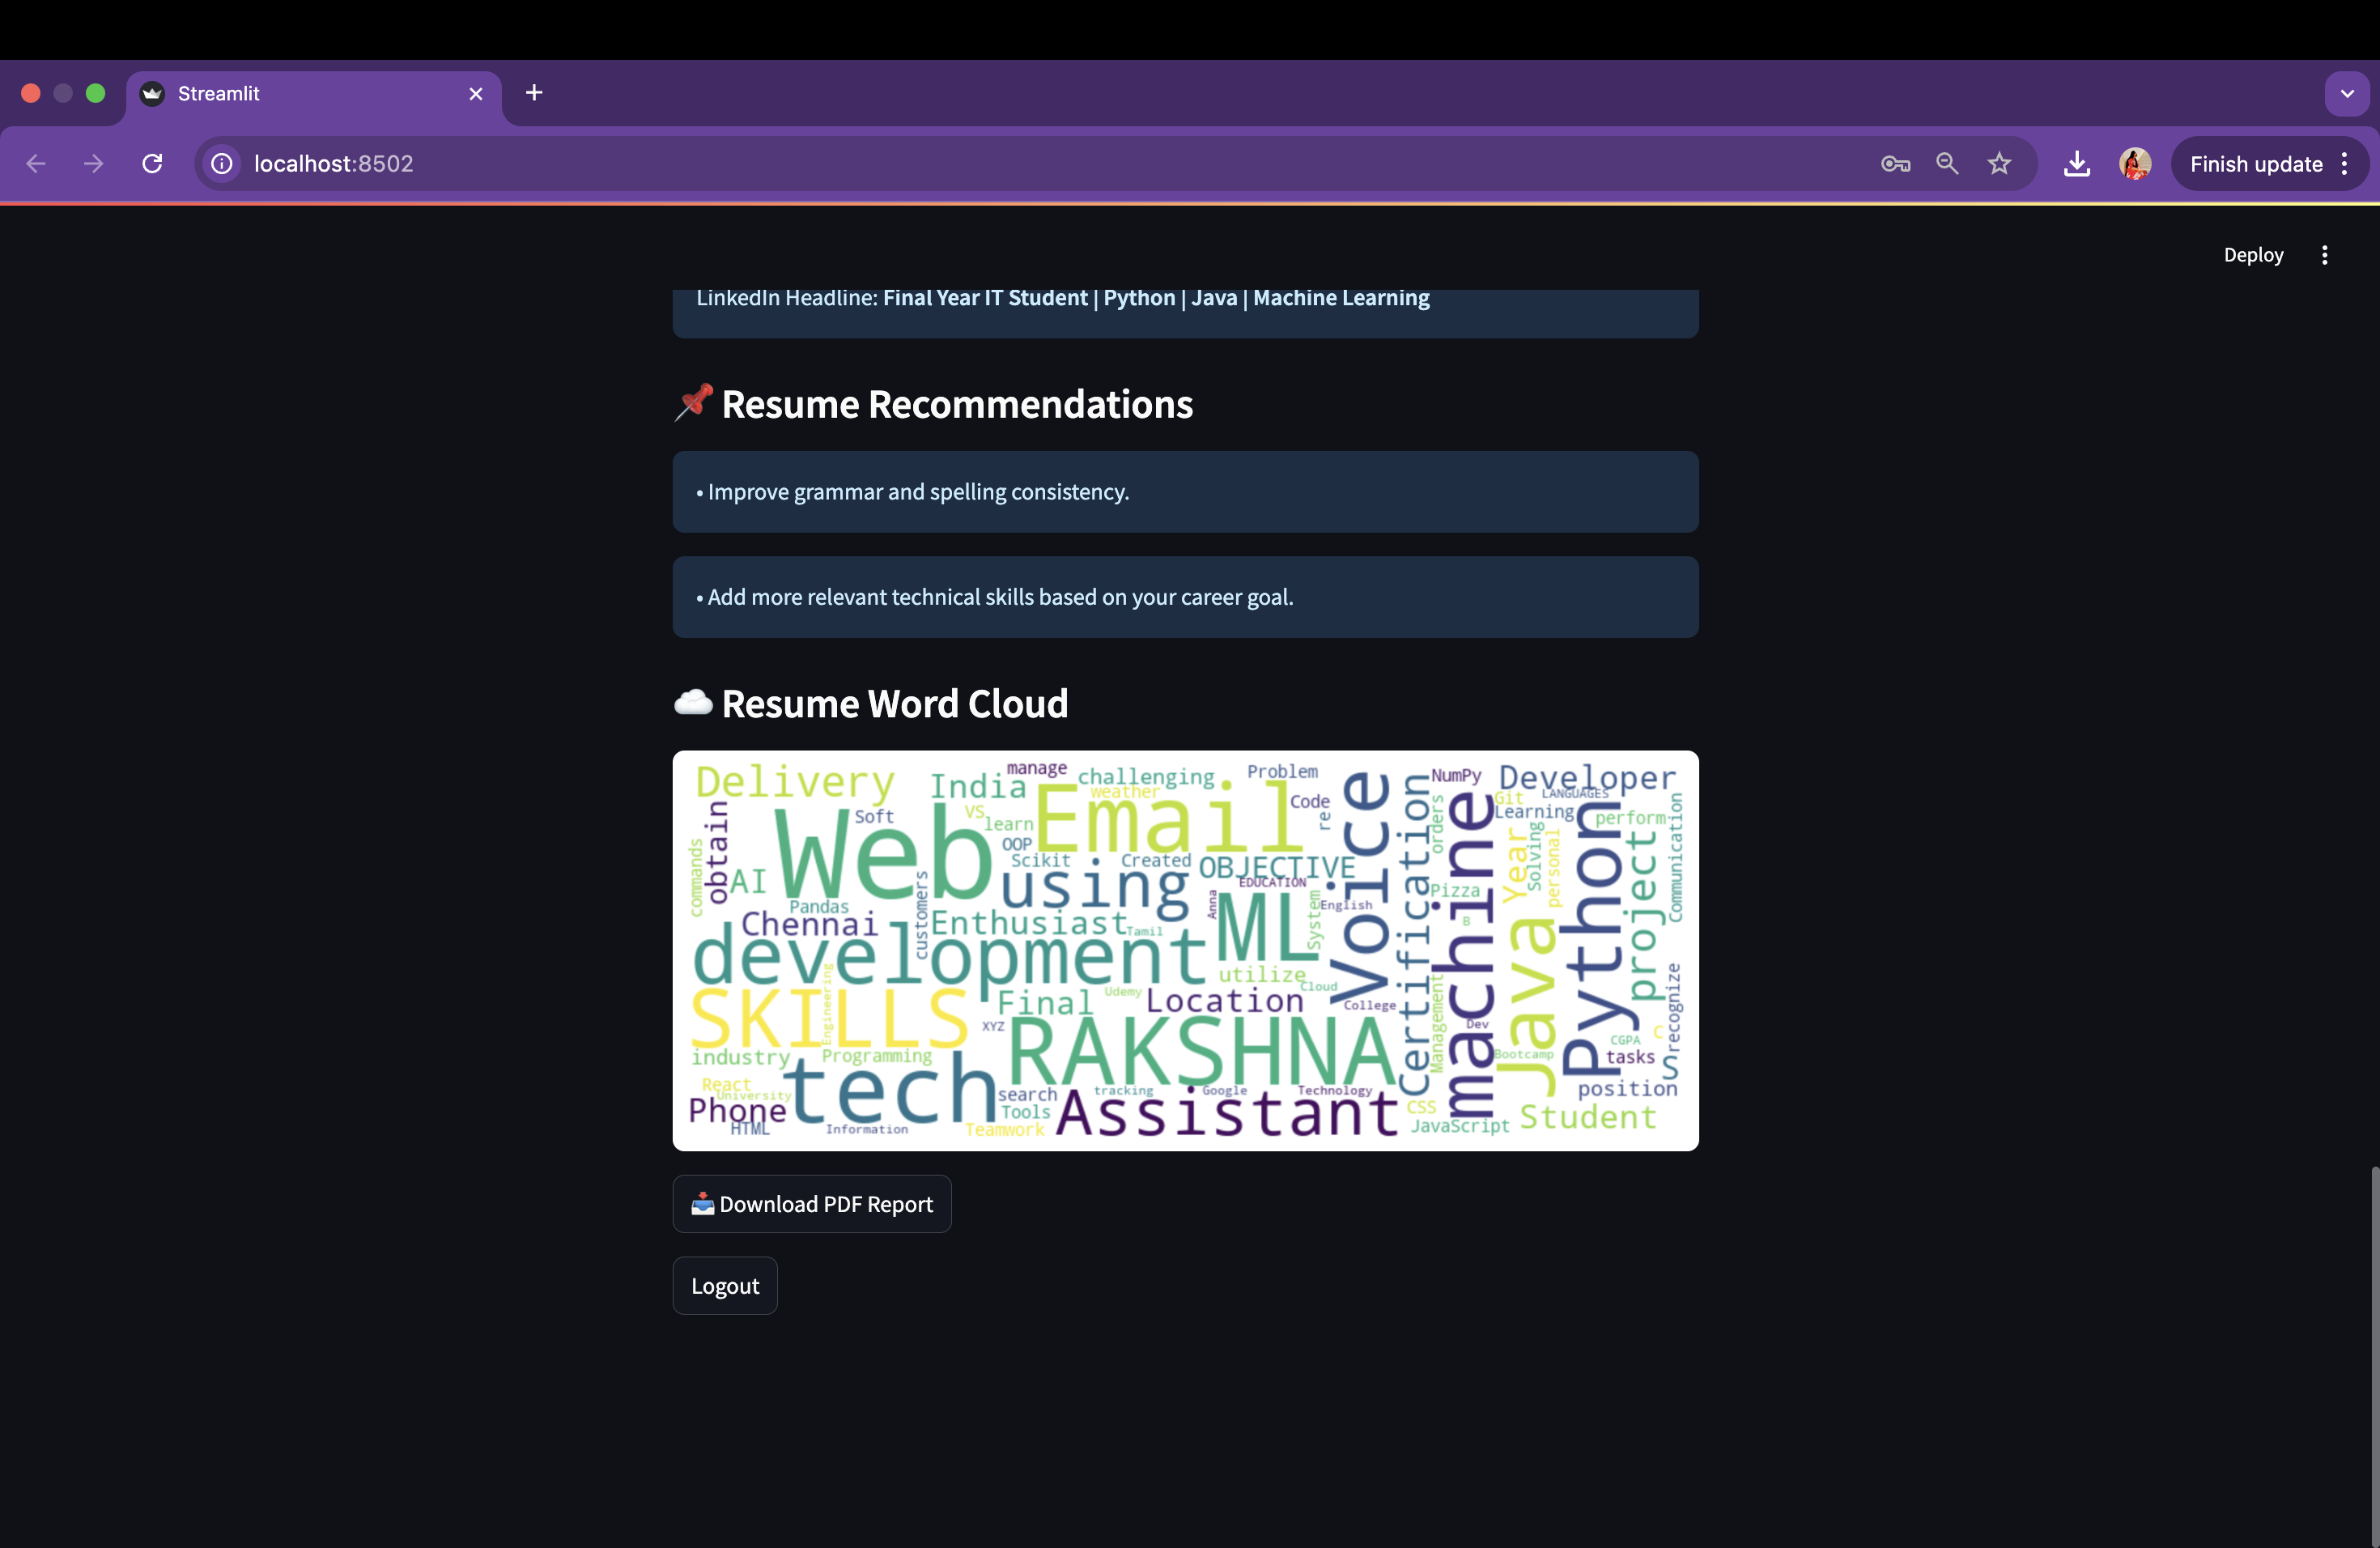 Streamlit
localhost:8502
Finish update
Deploy
LinkedIn Headline: Final Year IT Student | Python | Java | Machine Learning
📌 Resume Recommendations
• Improve grammar and spelling consistency.
• Add more relevant technical skills based on your career goal.
☁️ Resume Word Cloud
Delivery
India
manage
challenging
Problem
NumPy
Developer
weather
Code
Git
LANGUAGES
obtain
Web
Soft
VS
learn
Email
re
Voice
Certification
orders
machine
Learning
perform
Communication
commands
AI
OOP
Scikit
Created
OBJECTIVE
Year
Solving
personal
Python
project
Pandas
customers
using
EDUCATION
Anna
English
System
Pizza
B
Chennai
Enthusiast
Tamil
ML
development
utilize
Cloud
Java
recognize
SKILLS
Engineering
Final
Udemy
Location
College
Management
Dev
C
XYZ
RAKSHNA
CGPA
industry
Programming
Bootcamp
tasks
S
React
University
tech
search
tracking
Google
Technology
position
Phone
Tools
Assistant
CSS
Student
HTML
Information
Teamwork
JavaScript
📥 Download PDF Report
Logout